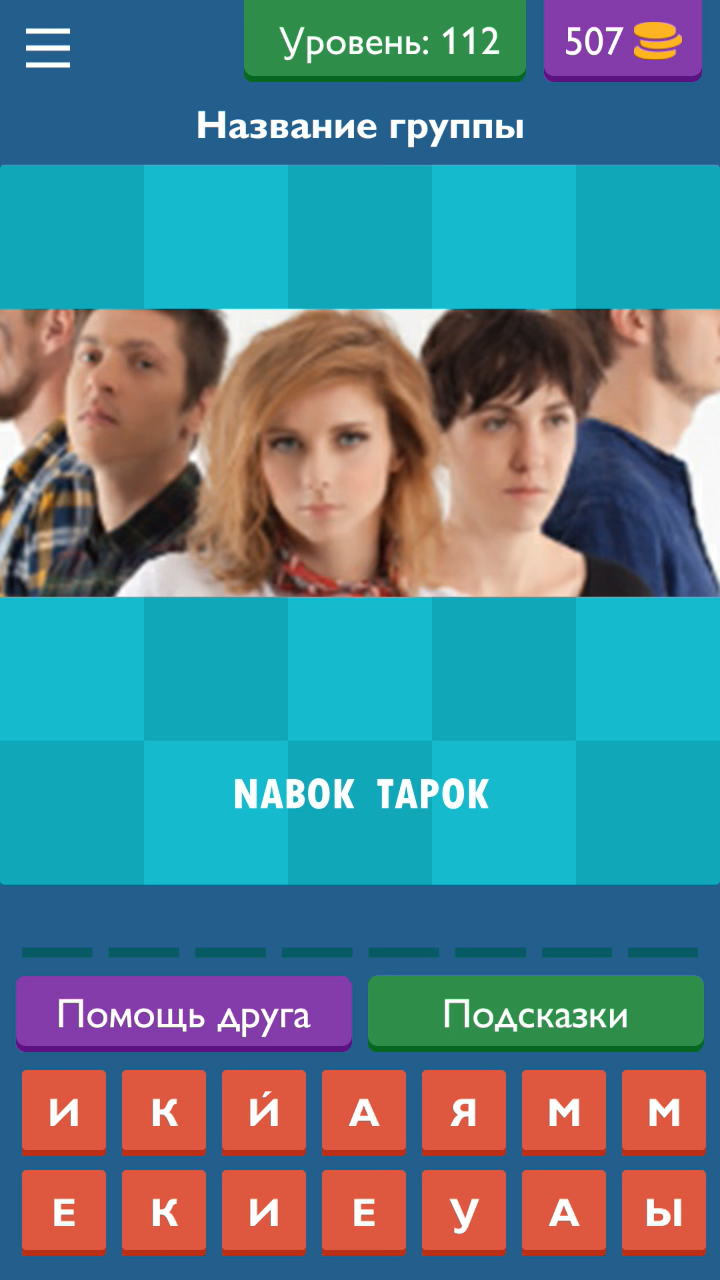 Уровень: 112
507
Название группы
NABOK TAPOK
Помощь друга
Подсказки
И К Й А Я М М
Е К И Е У А Ы